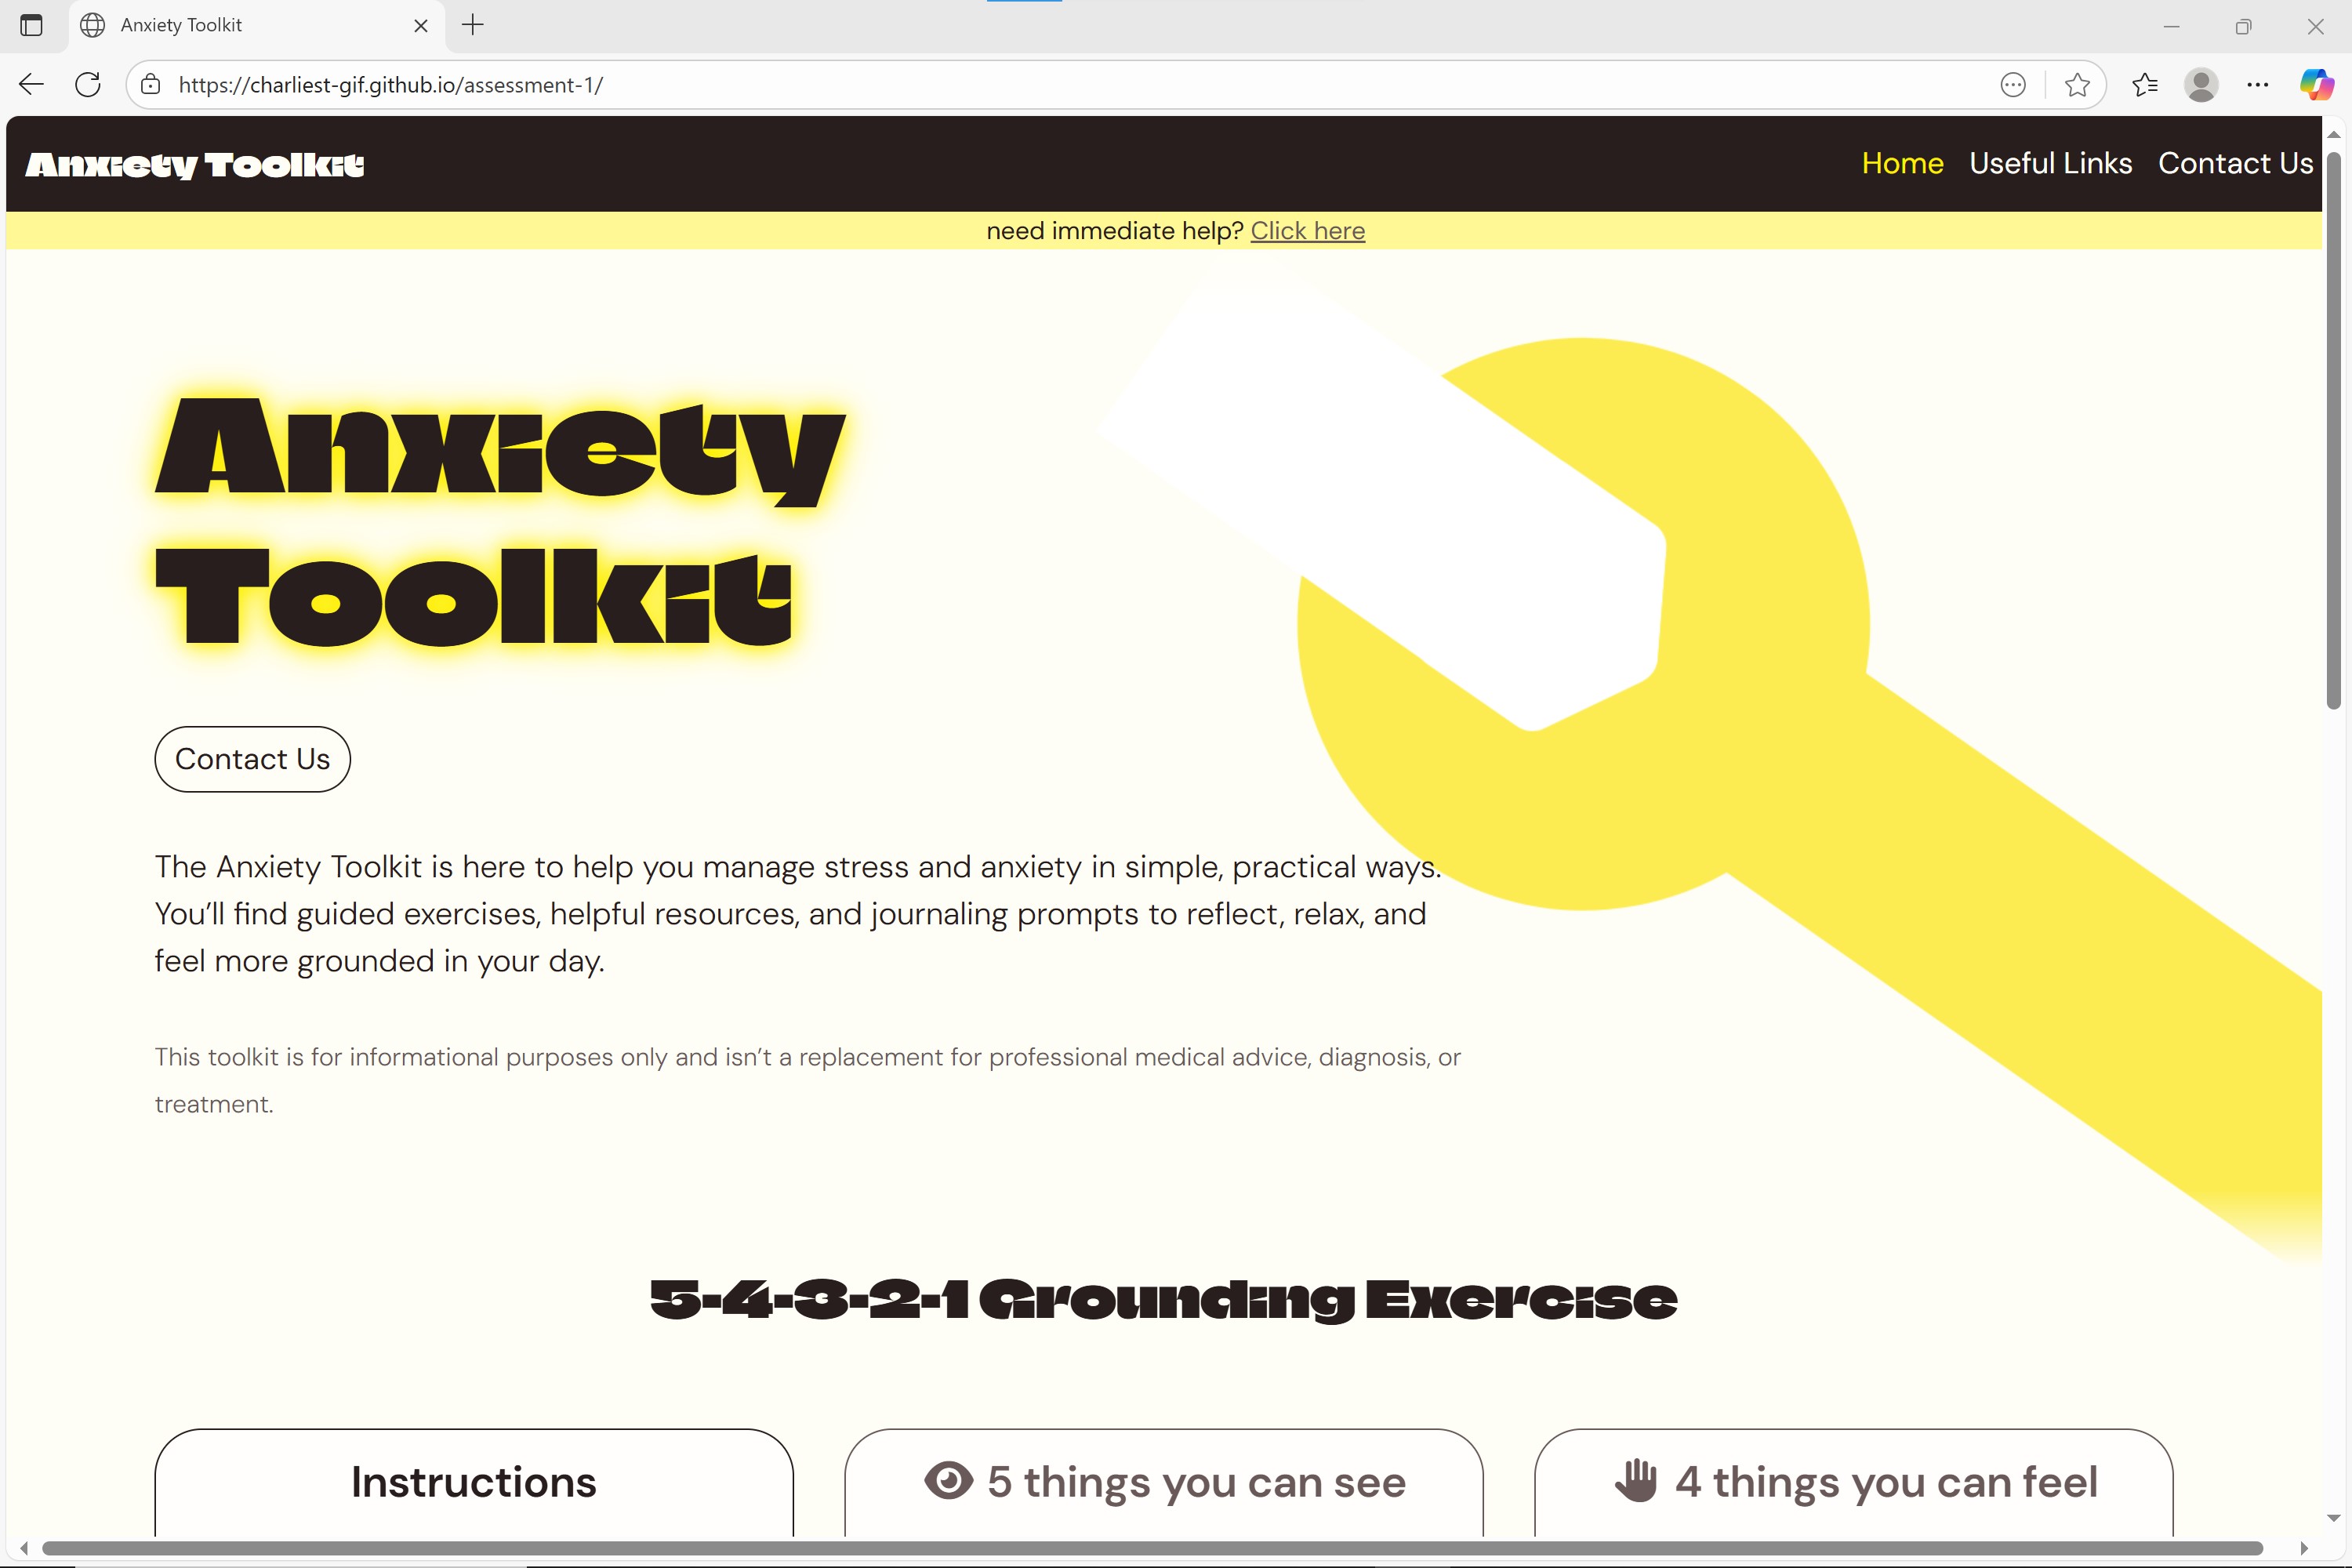 Anxiety Toolkit
https://charliest-gif.github.io/assessment-1/
Anxiety Toolkit
Home Useful Links Contact Us
need immediate help? Click here
Anxiety
Toolkit
Contact Us
The Anxiety Toolkit is here to help you manage stress and anxiety in simple, practical ways.
You’ll find guided exercises, helpful resources, and journaling prompts to reflect, relax, and
feel more grounded in your day.
This toolkit is for informational purposes only and isn’t a replacement for professional medical advice, diagnosis, or
treatment.
5-4-3-2-1 Grounding Exercise
Instructions
5 things you can see
4 things you can feel